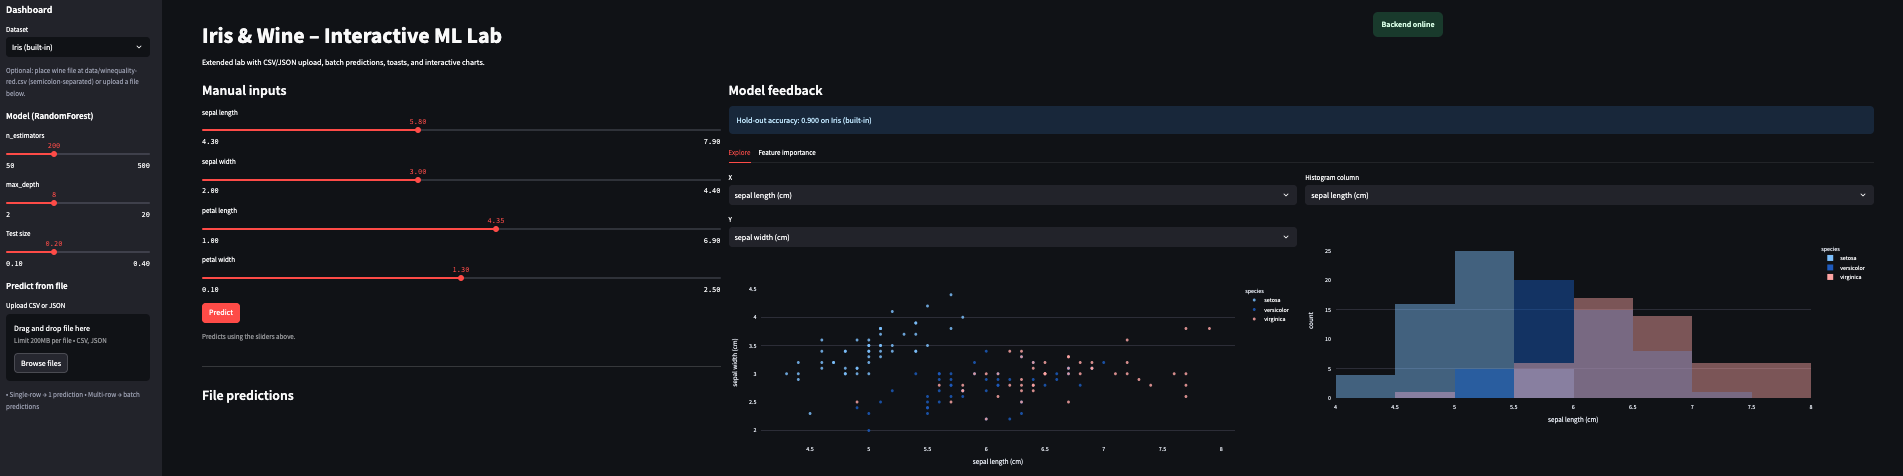 Dashboard
Dataset
Iris (built-in)
Optional: place wine file at data/winequality-
red.csv (semicolon-separated) or upload a file
below.
Model (RandomForest)
n_estimators
200
50 500
max_depth
8
2 20
Test size
0.20
0.10 0.40
Predict from file
Upload CSV or JSON
Drag and drop file here
Limit 200MB per file • CSV, JSON
Browse files
• Single-row → 1 prediction • Multi-row → batch
predictions
Backend online
Iris & Wine – Interactive ML Lab
Extended lab with CSV/JSON upload, batch predictions, toasts, and interactive charts.
Manual inputs
sepal length
5.80
4.30 7.90
sepal width
3.00
2.00 4.40
petal length
4.35
1.00 6.90
petal width
1.30
0.10 2.50
Predict
Predicts using the sliders above.
File predictions
Model feedback
Hold-out accuracy: 0.900 on Iris (built-in)
Explore Feature importance
X
sepal length (cm)
Y
sepal width (cm)
4.5
4
3.5
3
2.5
2
sepal width (cm)
4.5 5 5.5 6 6.5 7 7.5 8
sepal length (cm)
species
setosa
versicolor
virginica
Histogram column
sepal length (cm)
25
20
15
10
5
0
count
4 4.5 5 5.5 6 6.5 7 7.5 8
sepal length (cm)
species
setosa
versicolor
virginica